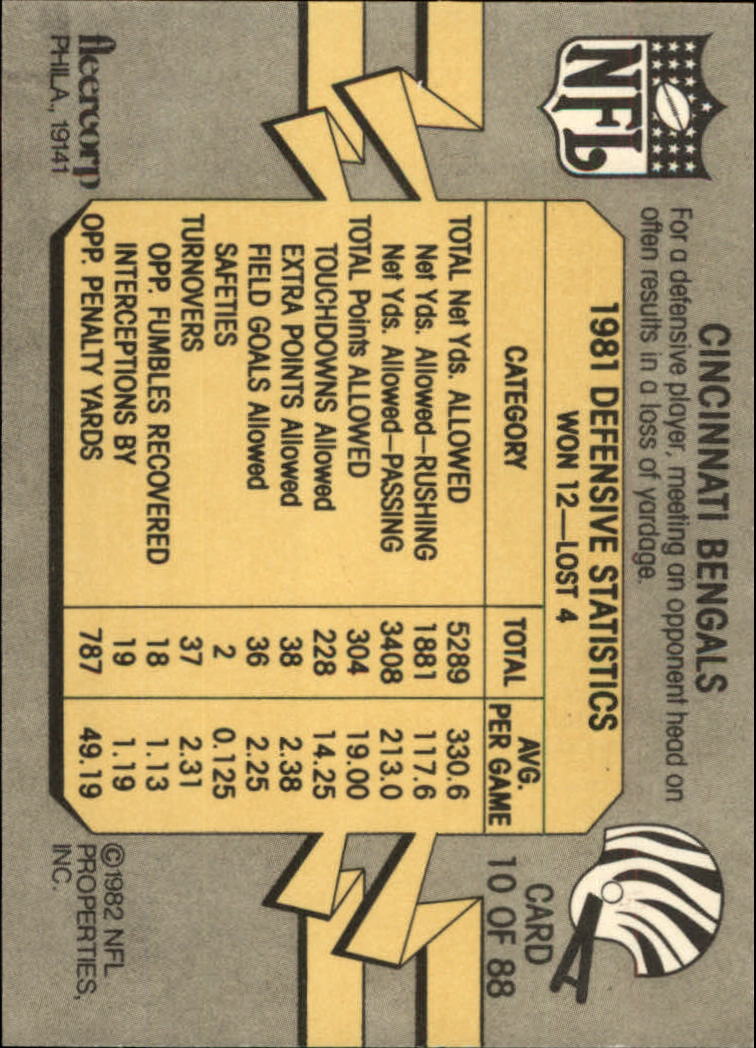 CINCINNATI BENGALS
For a defensive player, meeting an opponent head on
often results in a loss of yardage.
NFL
1981 DEFENSIVE STATISTICS
WON 12—LOST 4
CATEGORY TOTAL AVG. PER GAME
TOTAL Net Yds. ALLOWED 5289 330.6
Net Yds. Allowed—RUSHING 1881 117.6
Net Yds. Allowed—PASSING 3408 213.0
TOTAL Points ALLOWED 304 19.00
TOUCHDOWNS Allowed 228 14.25
EXTRA POINTS Allowed 38 2.38
FIELD GOALS Allowed 36 2.25
SAFETIES 2 0.125
TURNOVERS 37 2.31
OPP. FUMBLES RECOVERED 18 1.13
INTERCEPTIONS BY 19 1.19
OPP. PENALTY YARDS 787 49.19
CARD
10 OF 88
fleercorp
PHILA., 19141
©1982 NFL
PROPERTIES,
INC.